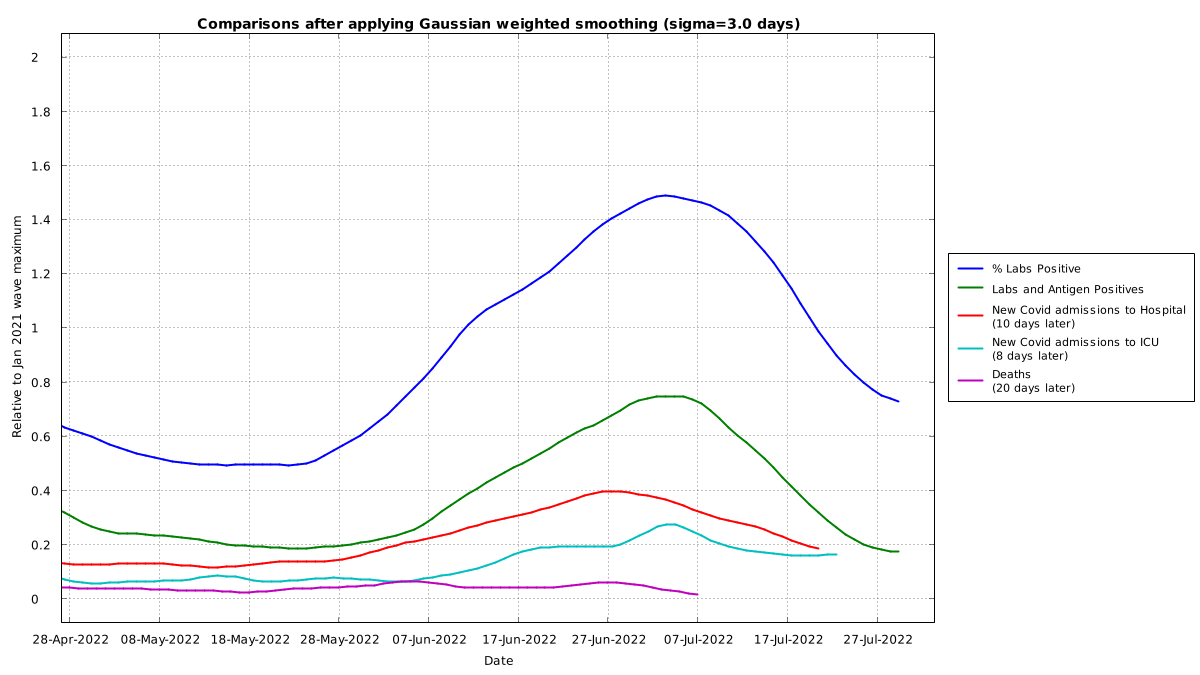 Comparisons after applying Gaussian weighted smoothing (sigma=3.0 days)
2
1.8
1.6
1.4
1.2
1
0.8
0.6
0.4
0.2
0
Relative to Jan 2021 wave maximum
28-Apr-2022 08-May-2022 18-May-2022 28-May-2022 07-Jun-2022 17-Jun-2022 27-Jun-2022 07-Jul-2022 17-Jul-2022 27-Jul-2022
Date
% Labs Positive
Labs and Antigen Positives
New Covid admissions to Hospital
(10 days later)
New Covid admissions to ICU
(8 days later)
Deaths
(20 days later)